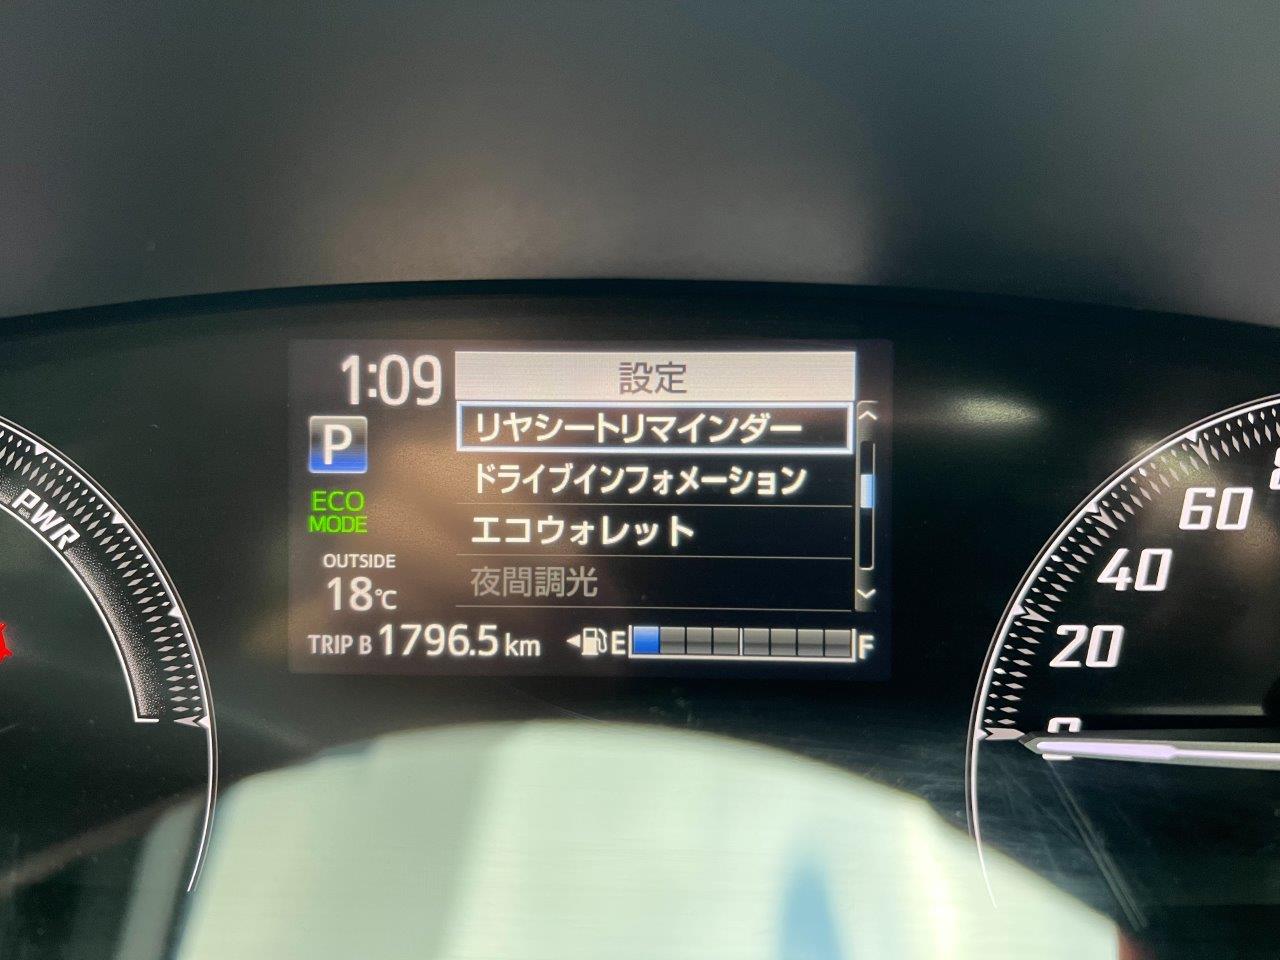 1:09
設定
P
リヤシートリマインダー
ドライブインフォメーション
ECO
MODE
エコウォレット
OUTSIDE
18℃
夜間調光
TRIP B 1796.5 km
E
F
PWR
60
40
20
0